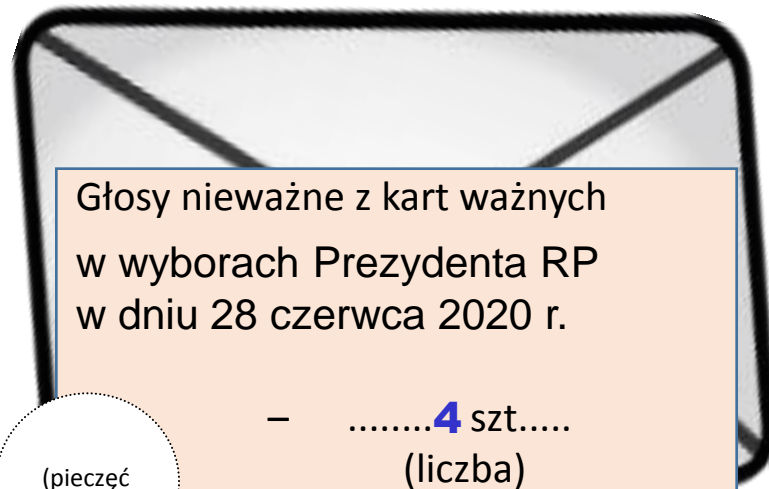 Głosy nieważne z kart ważnych
w wyborach Prezydenta RP
w dniu 28 czerwca 2020 r.
– ........4 szt.....
(liczba)
(pieczęć